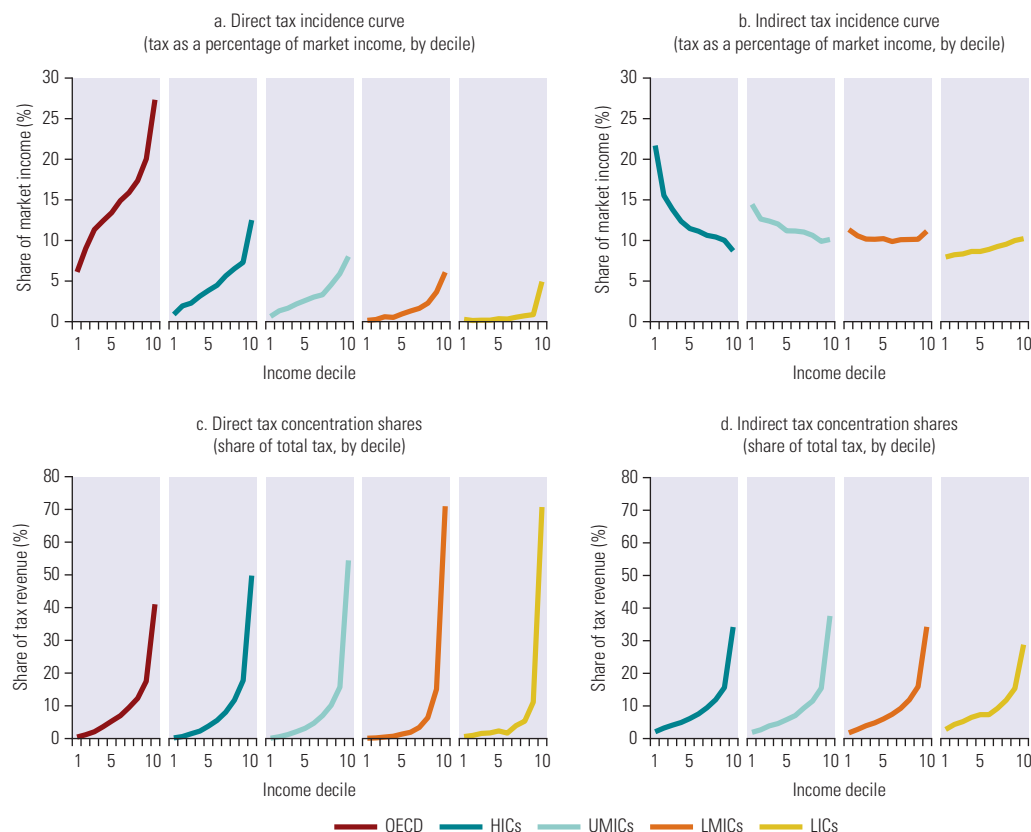 a. Direct tax incidence curve
(tax as a percentage of market income, by decile)
Share of market income (%)
30
25
20
15
10
5
0
1 5 10 1 5 10 1 5 10 1 5 10 1 5 10
Income decile
b. Indirect tax incidence curve
(tax as a percentage of market income, by decile)
Share of market income (%)
30
25
20
15
10
5
0
1 5 10 1 5 10 1 5 10 1 5 10
Income decile
c. Direct tax concentration shares
(share of total tax, by decile)
Share of tax revenue (%)
80
70
60
50
40
30
20
10
0
1 5 10 1 5 10 1 5 10 1 5 10 1 5 10
Income decile
d. Indirect tax concentration shares
(share of total tax, by decile)
Share of tax revenue (%)
80
70
60
50
40
30
20
10
0
1 5 10 1 5 10 1 5 10 1 5 10
Income decile
OECD HICs UMICs LMICs LICs